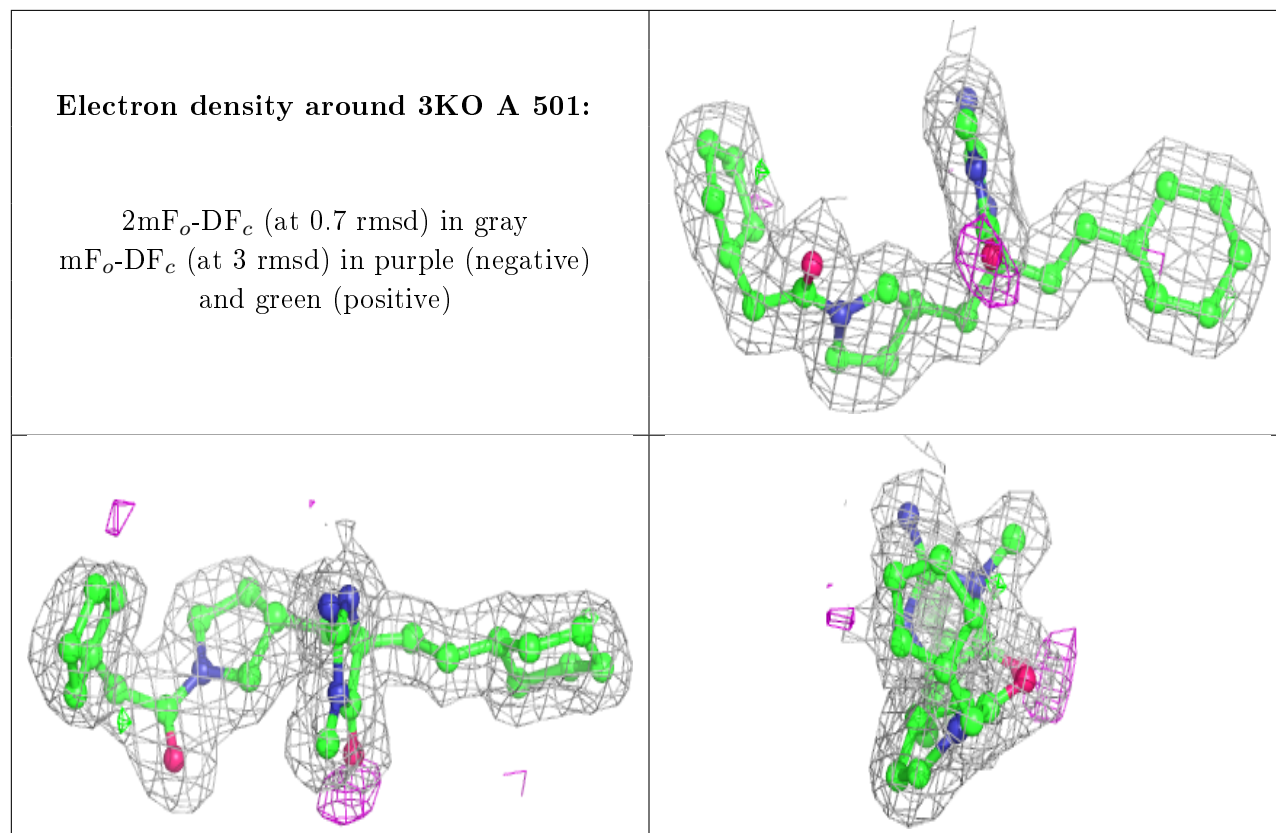 Electron density around 3KO A 501:
2mFo-DFc (at 0.7 rmsd) in gray
mFo-DFc (at 3 rmsd) in purple (negative)
and green (positive)